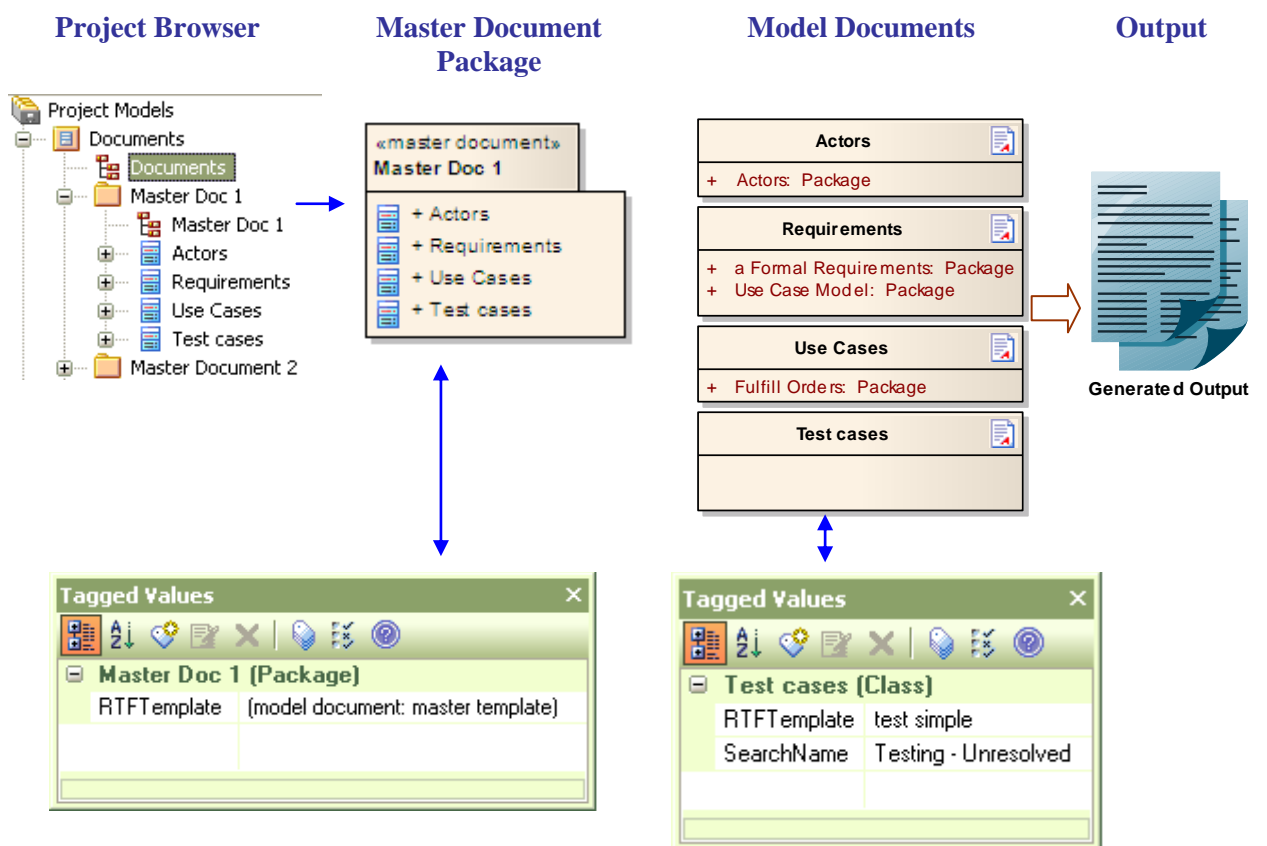 Project Browser
Master Document
Package
Model Documents
Output
Project Models
Documents
Documents
Master Doc 1
Master Doc 1
Actors
Requirements
Use Cases
Test cases
Master Document 2
«master document»
Master Doc 1
+ Actors
+ Requirements
+ Use Cases
+ Test cases
Actors
+ Actors: Package
Requirements
+ a Formal Requirements: Package
+ Use Case Model: Package
Use Cases
+ Fulfill Orders: Package
Test cases
Generated Output
Tagged Values
Master Doc 1 (Package)
RTFTemplate (model document: master template)
Tagged Values
Test cases (Class)
RTFTemplate test simple
SearchName Testing - Unresolved